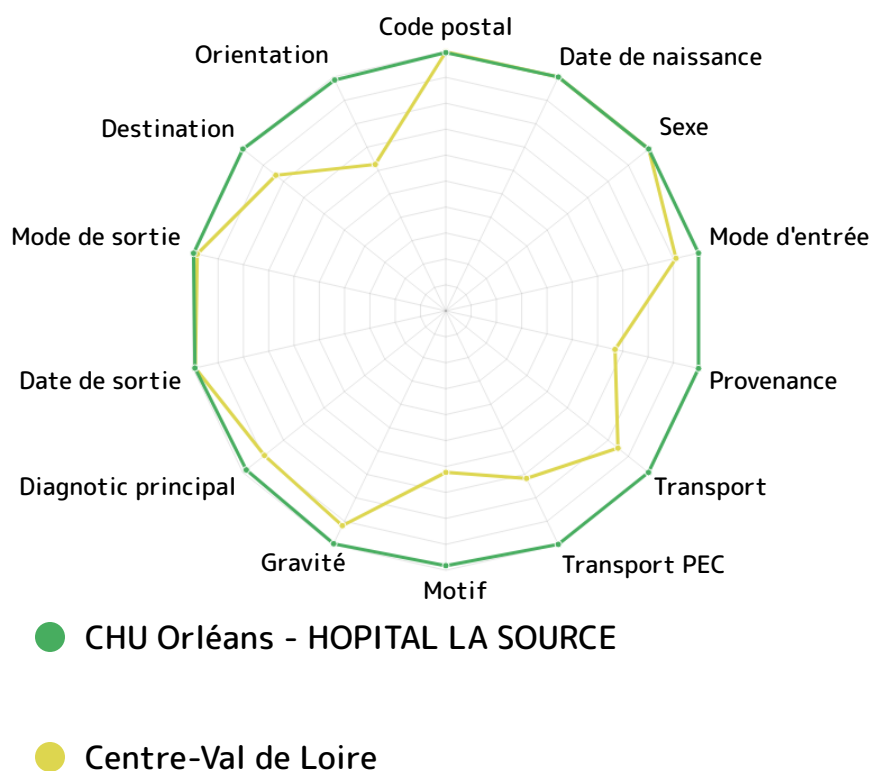 Code postal
Orientation
Date de naissance
Destination
Sexe
Mode de sortie
Mode d'entrée
Date de sortie
Provenance
Diagnotic principal
Transport
Gravité
Transport PEC
Motif
CHU Orléans - HOPITAL LA SOURCE
Centre-Val de Loire